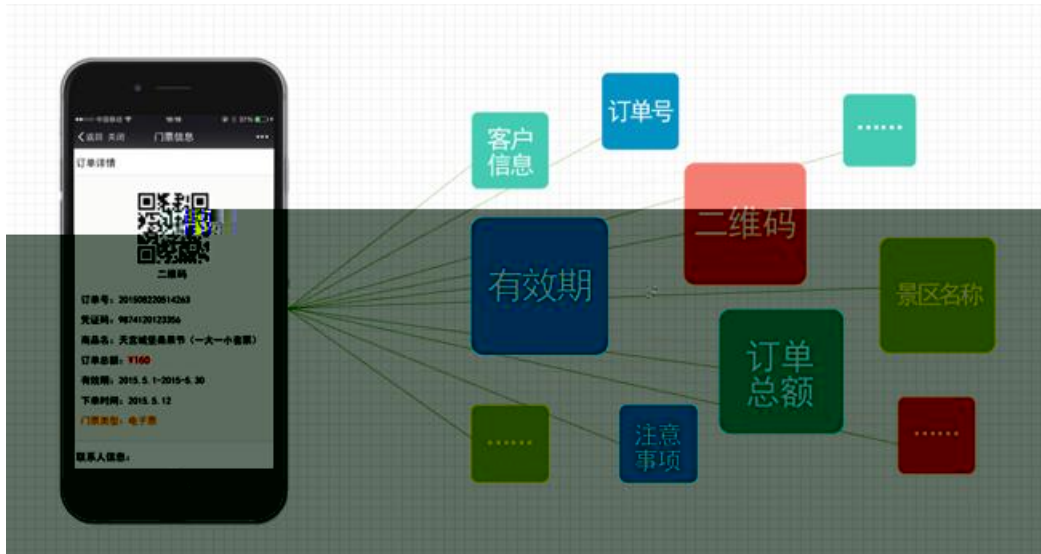 返回 关闭
门票信息
•••
订单详情
二维码
订单号：201508220514263
凭证码：9874120123356
商品名：天宫城堡桑果节（一大一小套票）
订单总额：¥160
有效期：2015.5.1-2015-5.30
下单时间：2015.5.12
门票类型：电子票
联系人信息：
客户
信息
订单号
......
二维码
有效期
景区名称
订单
总额
......
注意
事项
......